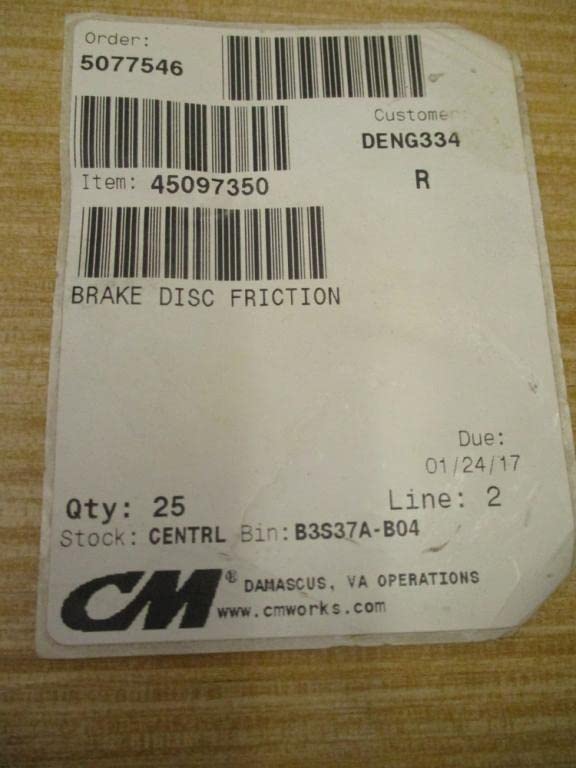 Order:
5077546
Customer
DENG334
Item: 45097350
R
BRAKE DISC FRICTION
Due:
01/24/17
Qty: 25
Line: 2
Stock: CENTRL Bin: B3S37A-B04
CM® DAMASCUS, VA OPERATIONS
www.cmworks.com